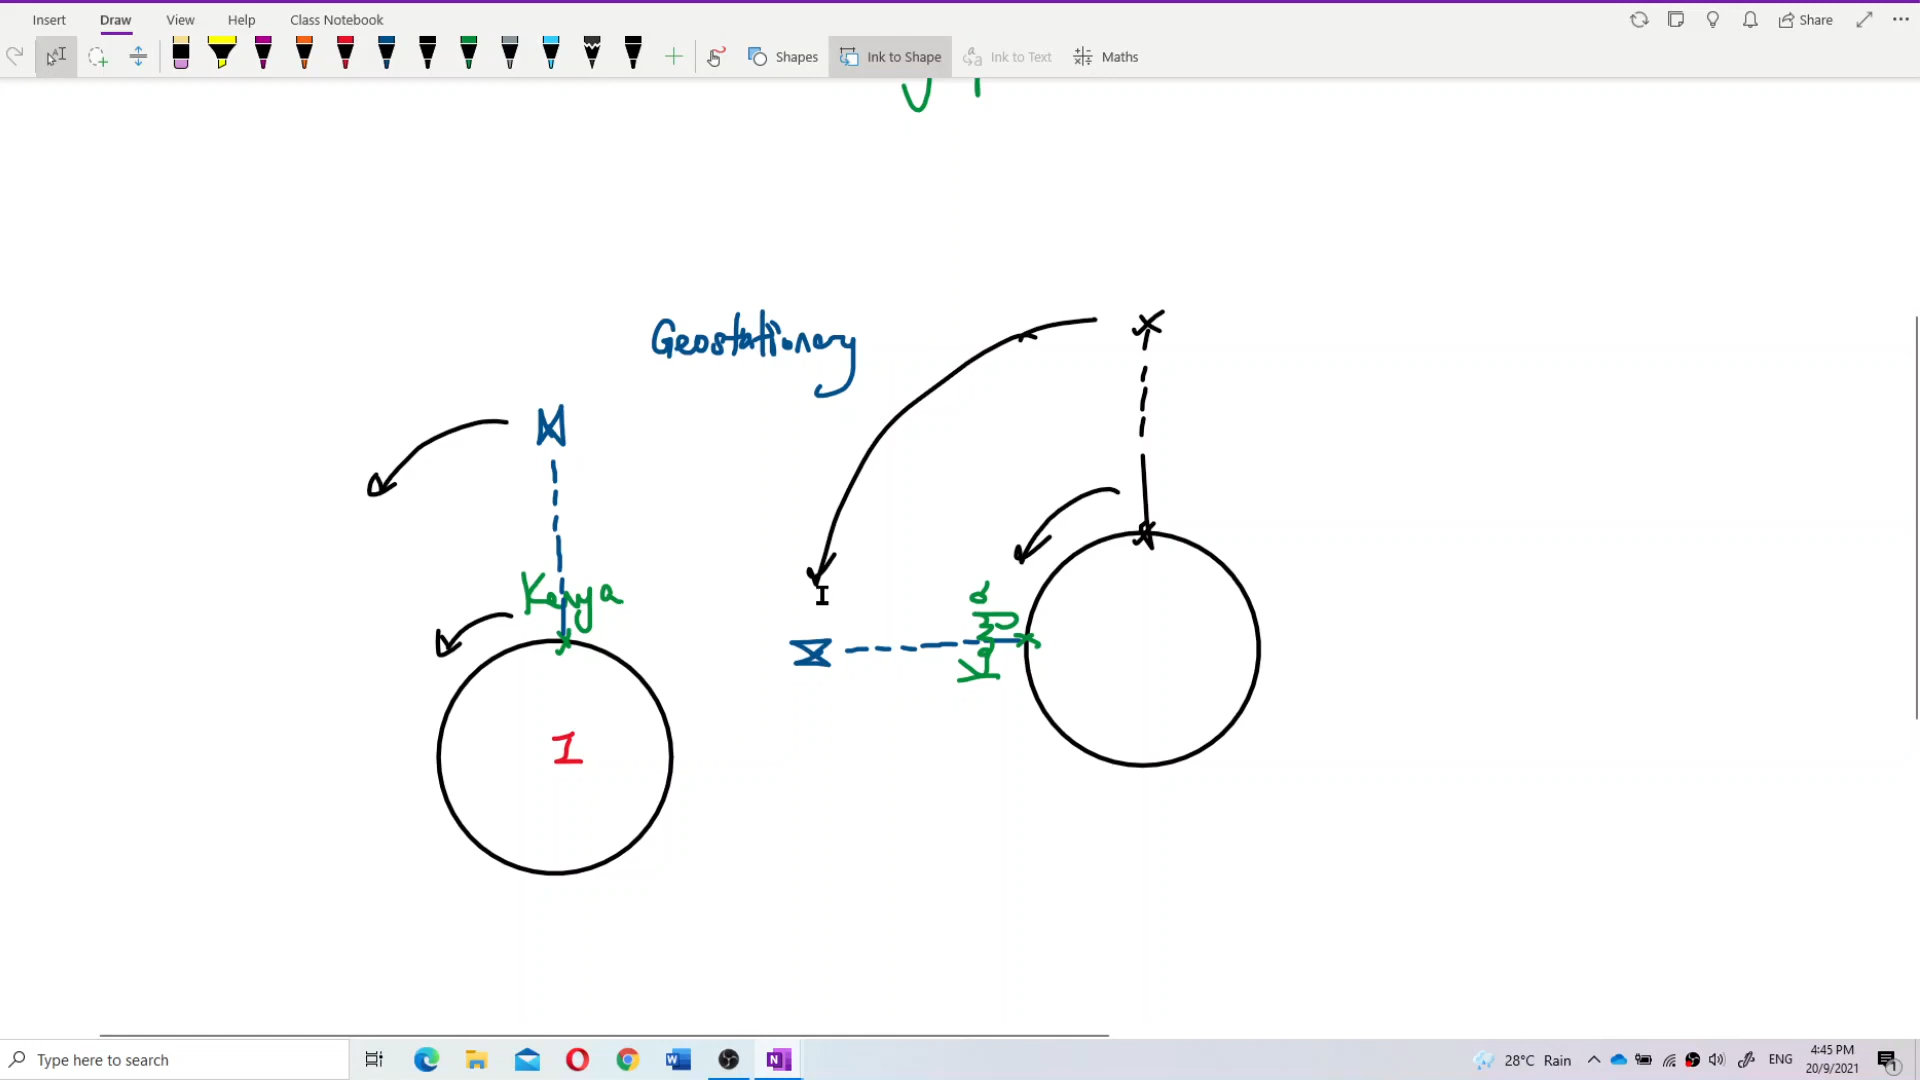 Insert Draw View Help Class Notebook Share
Shapes Ink to Shape Ink to Text Maths
Geostationary
Kenya
Kenya
I
Type here to search 28°C Rain ENG 4:45 PM
20/9/2021